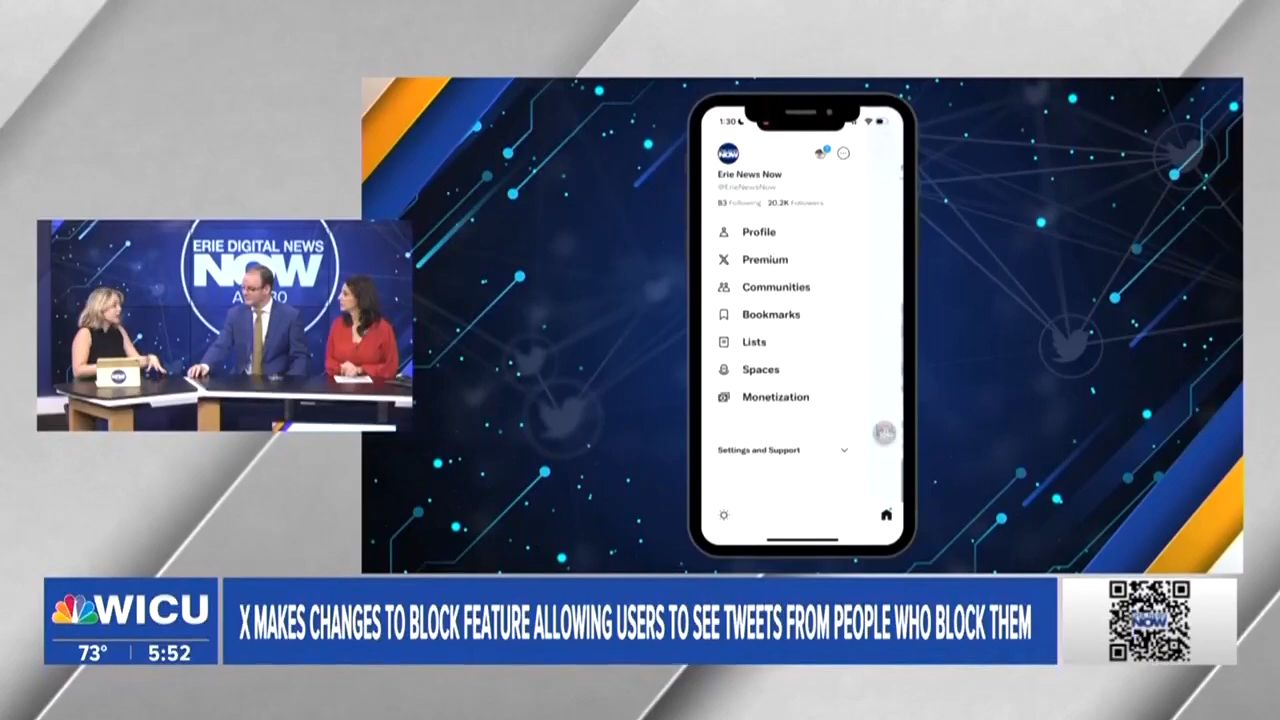 ERIE DIGITAL NEWS
NOW
1:30
NOW
Erie News Now
@ErieNewsNow
83 Following 20.2K Followers
Profile
Premium
Communities
Bookmarks
Lists
Spaces
Monetization
Settings and Support
WICU
73° | 5:52
X MAKES CHANGES TO BLOCK FEATURE ALLOWING USERS TO SEE TWEETS FROM PEOPLE WHO BLOCK THEM
NOW